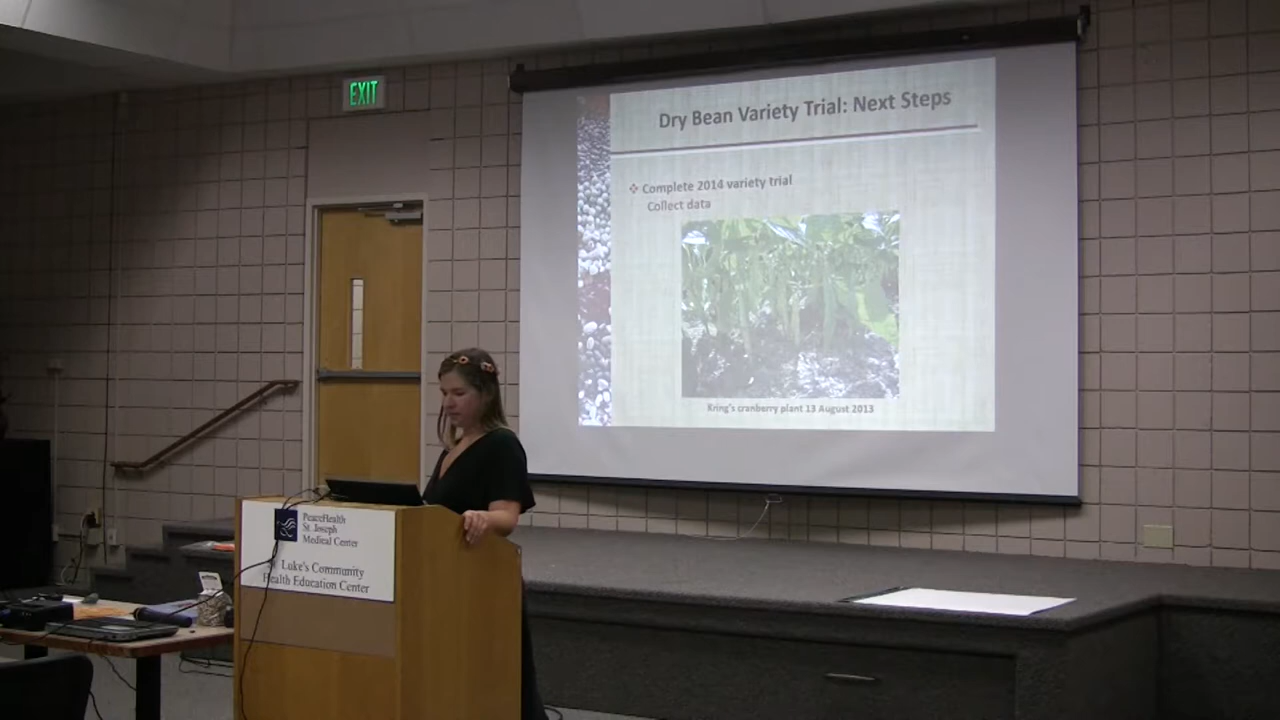 EXIT
Dry Bean Variety Trial: Next Steps
❖ Complete 2014 variety trial
Collect data
Kring's cranberry plant 13 August 2013
PeaceHealth
St. Joseph
Medical Center
Luke's Community
Health Education Center